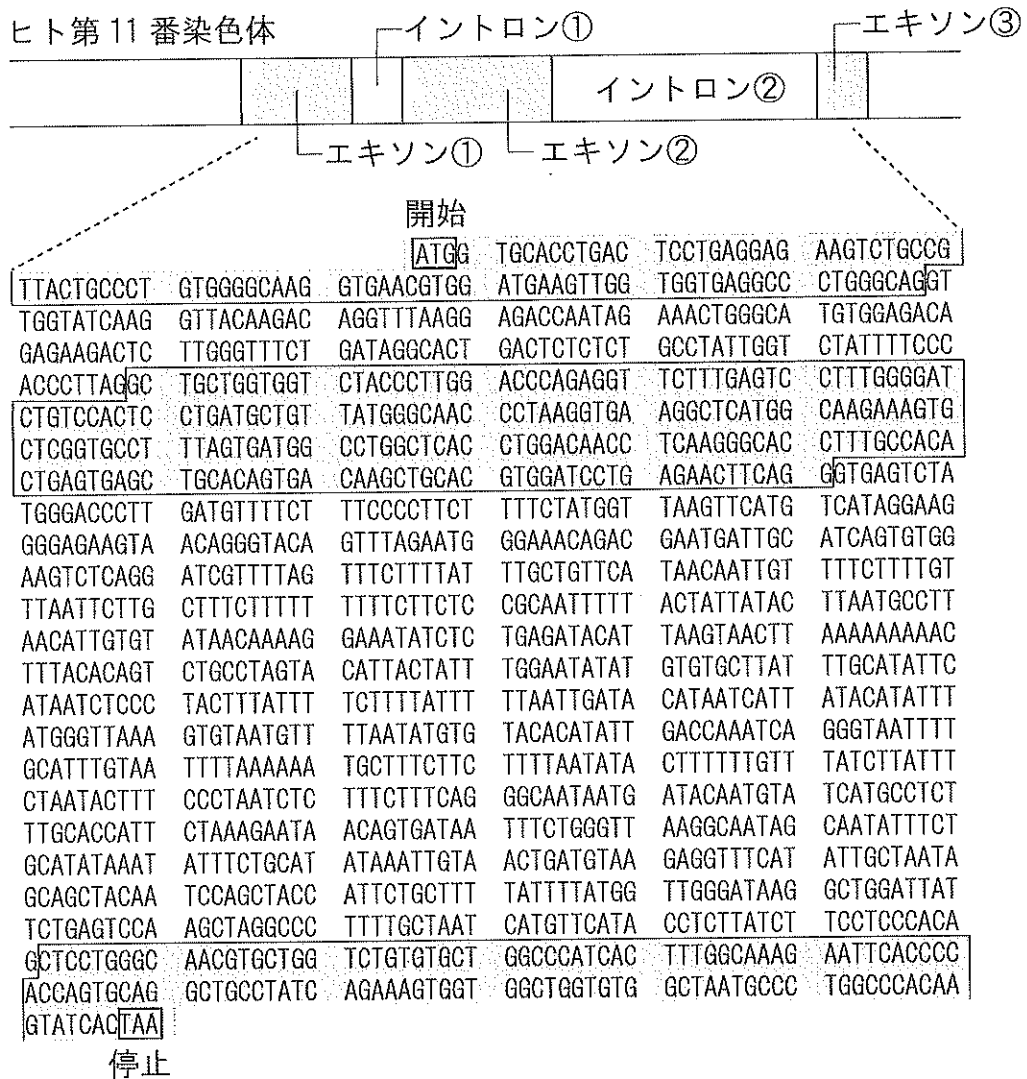 ヒト第11番染色体
イントロン①
エキソン③
イントロン②
エキソン①
エキソン②
開始
ATGG TGCACCTGAC TCCTGAGGAG AAGTCTGCCG
TTACTGCCCT GTGGGGCAAG GTGAACGTGG ATGAAGTTGG TGGTGAGGCC CTGGGCAGGT
TGGTATCAAG GTTACAAGAC AGGTTTAAGG AGACCAATAG AAACTGGGCA TGTGGAGACA
GAGAAGACTC TTGGGTTTCT GATAGGCACT GACTCTCTCT GCCTATTGGT CTATTTTCCC
ACCCTTAGGC TGCTGGTGGT CTACCCTTGG ACCCAGAGGT TCTTTGAGTC CTTTGGGGAT
CTGTCCACTC CTGATGCTGT TATGGGCAAC CCTAAGGTGA AGGCTCATGG CAAGAAAGTG
CTCGGTGCCT TTAGTGATGG CCTGGCTCAC CTGGACAACC TCAAGGGCAC CTTTGCCACA
CTGAGTGAGC TGCACAGTGA CAAGCTGCAC GTGGATCCTG AGAACTTCAG GGTGAGTCTA
TGGGACCCTT GATGTTTTCT TTCCCCTTCT TTTCTATGGT TAAGTTCATG TCATAGGAAG
GGGAGAAGTA ACAGGGTACA GTTTAGAATG GGAAACAGAC GAATGATTGC ATCAGTGTGG
AAGTCTCAGG ATCGTTTTAG TTTCTTTTAT TTGCTGTTCA TAACAATTGT TTTCTTTTGT
TTAATTCTTG CTTTCTTTTT TTTTCTTCTC CGCAATTTTT ACTATTATAC TTAATGCCTT
AACATTGTGT ATAACAAAAG GAAATATCTC TGAGATACAT TAAGTAACTT AAAAAAAAAC
TTTACACAGT CTGCCTAGTA CATTACTATT TGGAATATAT GTGTGCTTAT TTGCATATTC
ATAATCTCCC TACTTTATTT TCTTTTATTT TTAATTGATA CATAATCATT ATACATATTT
ATGGGTTAAA GTGTAATGTT TTAATATGTG TACACATATT GACCAAATCA GGGTAATTTT
GCATTTGTAA TTTTAAAAAA TGCTTTCTTC TTTTAATATA CTTTTTTGTT TATCTTATTT
CTAATACTTT CCCTAATCTC TTTCTTTCAG GGCAATAATG ATACAATGTA TCATGCCTCT
TTGCACCATT CTAAAGAATA ACAGTGATAA TTTCTGGGTT AAGGCAATAG CAATATTTCT
GCATATAAAT ATTTCTGCAT ATAAATTGTA ACTGATGTAA GAGGTTTCAT ATTGCTAATA
GCAGCTACAA TCCAGCTACC ATTCTGCTTT TATTTTATGG TTGGGATAAG GCTGGATTAT
TCTGAGTCCA AGCTAGGCCC TTTTGCTAAT CATGTTCATA CCTCTTATCT TCCTCCCACA
GCTCCTGGGC AACGTGCTGG TCTGTGTGCT GGCCCATCAC TTTGGCAAAG AATTCACCCC
ACCAGTGCAG GCTGCCTATC AGAAAGTGGT GGCTGGTGTG GCTAATGCCC TGGCCCACAA
GTATCACTAA
停止